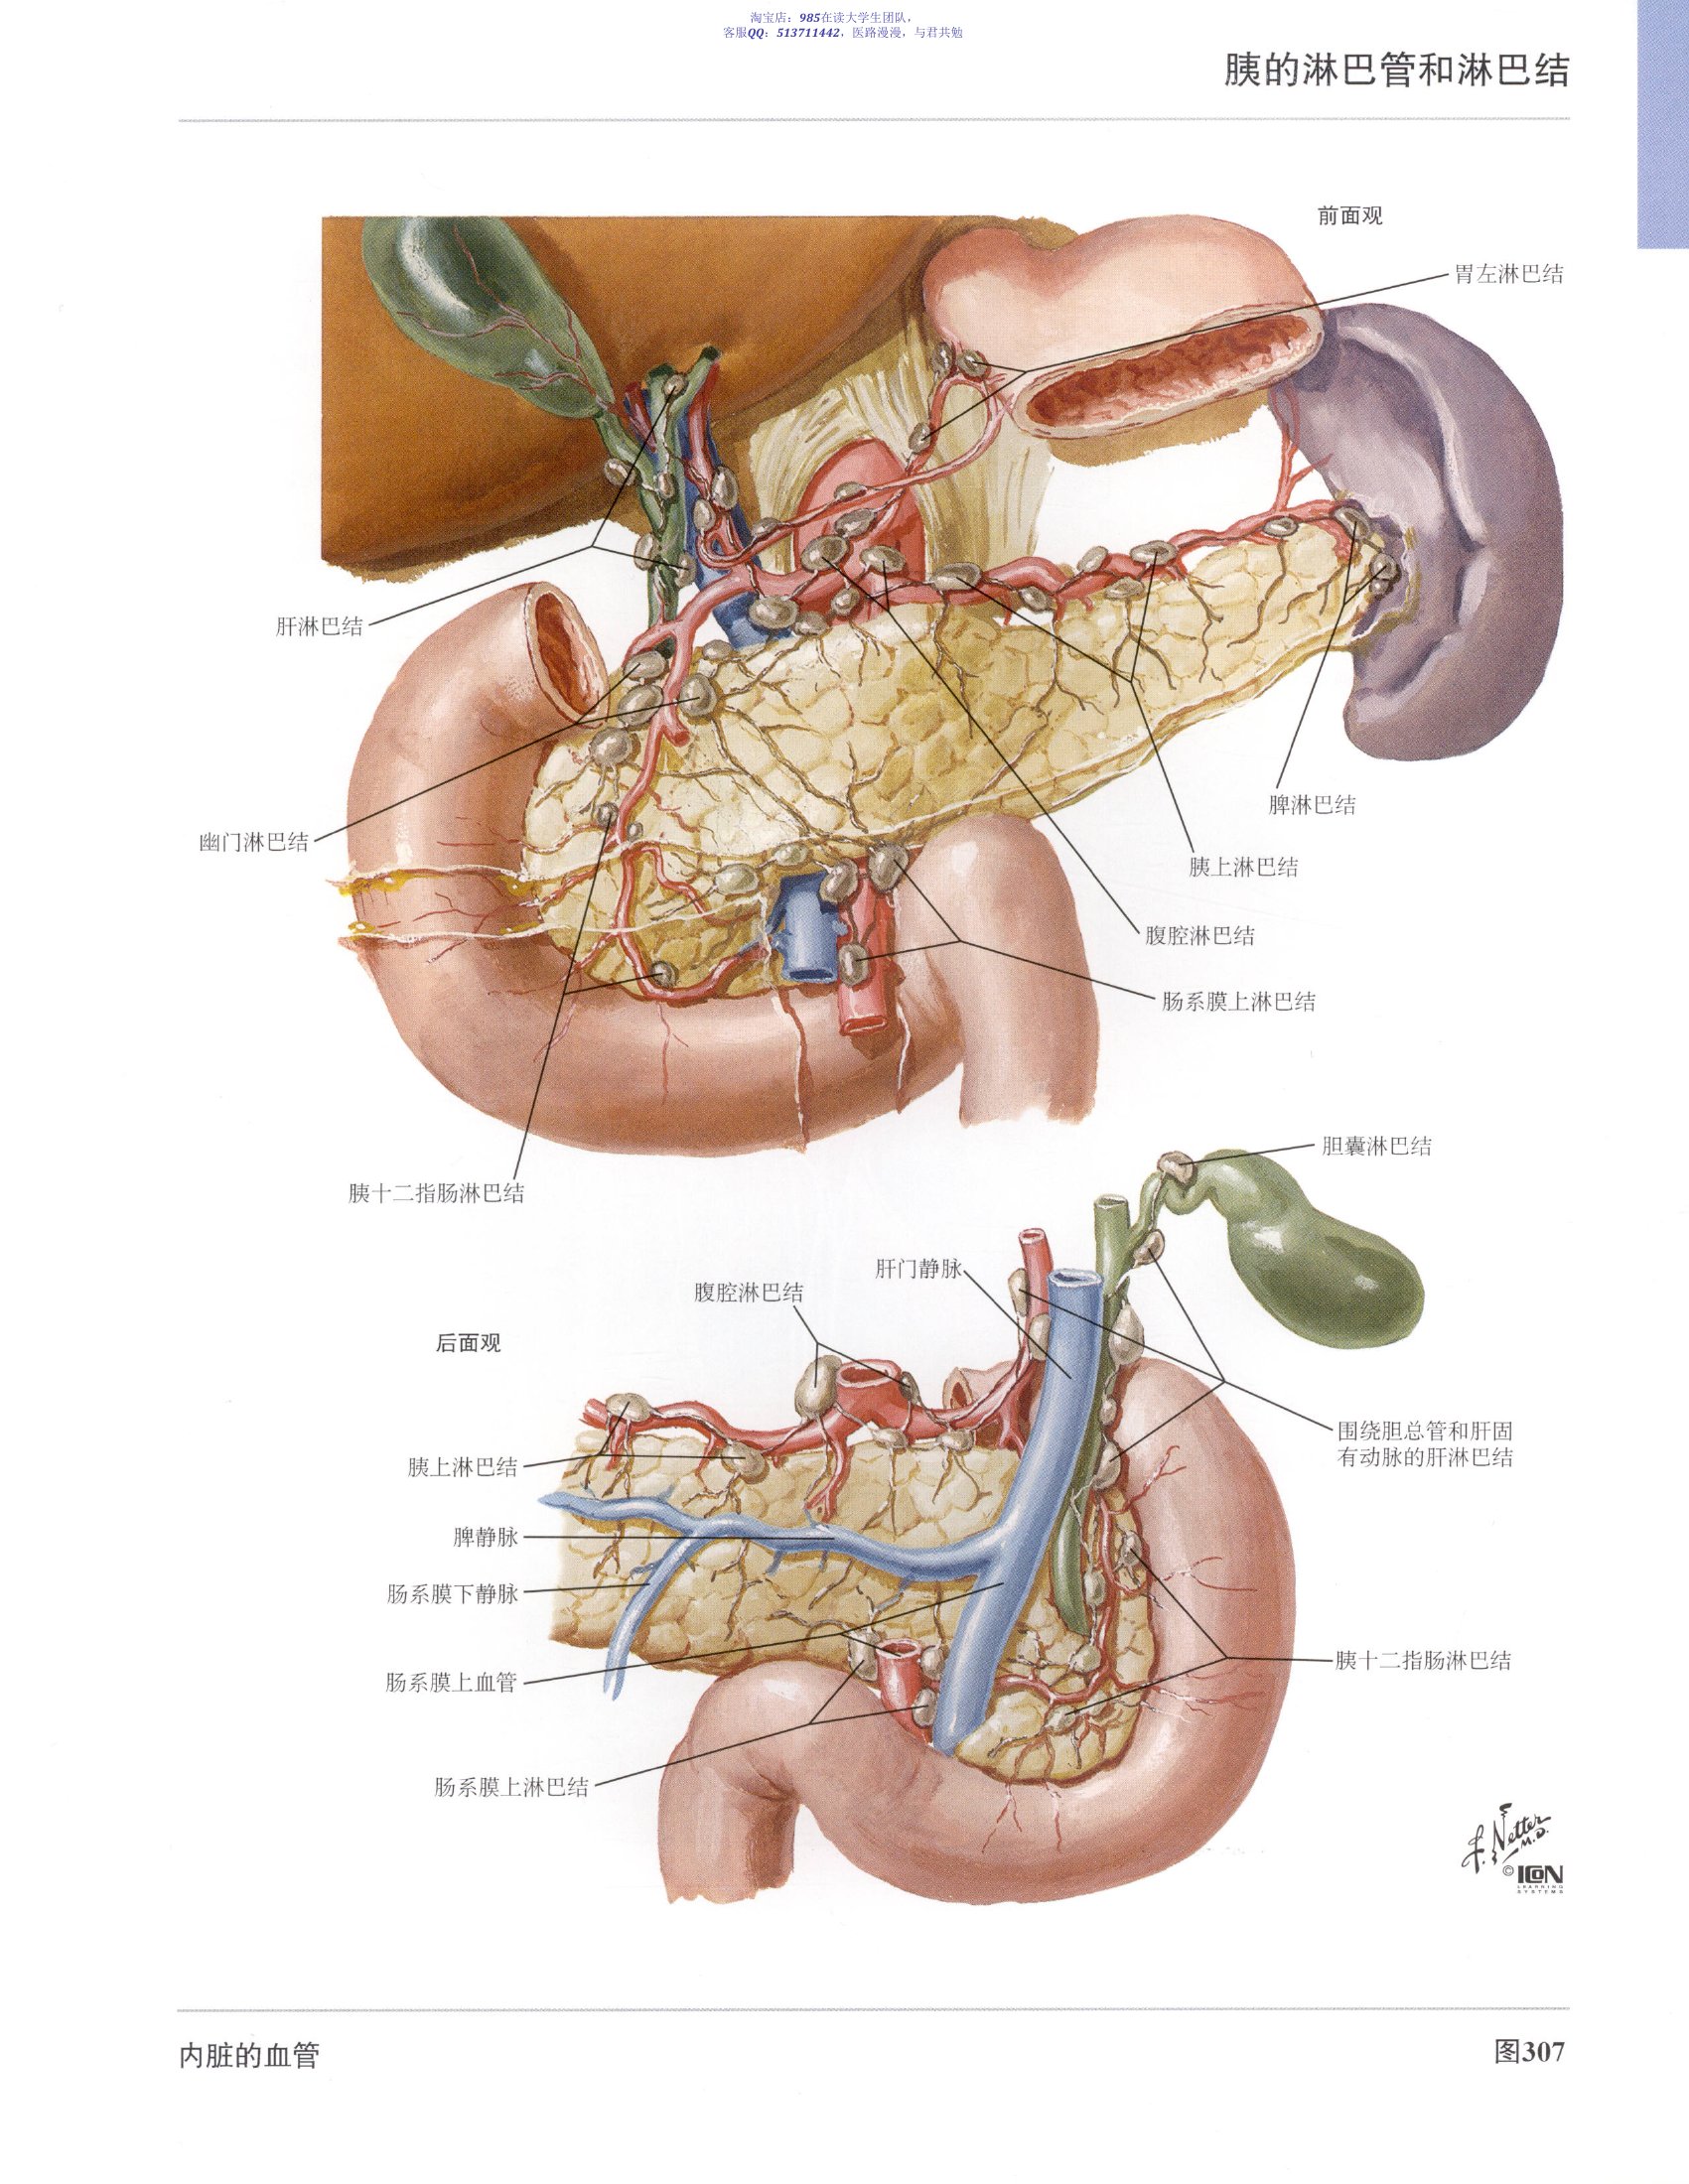 淘宝店：985在读大学生团队，
客服QQ：513711442，医路漫漫，与君共勉
胰的淋巴管和淋巴结
前面观
胃左淋巴结
肝淋巴结
幽门淋巴结
脾淋巴结
胰上淋巴结
腹腔淋巴结
肠系膜上淋巴结
胰十二指肠淋巴结
胆囊淋巴结
肝门静脉
腹腔淋巴结
后面观
围绕胆总管和肝固
有动脉的肝淋巴结
胰上淋巴结
脾静脉
肠系膜下静脉
胰十二指肠淋巴结
肠系膜上血管
肠系膜上淋巴结
F. Netter
M.D.
© ICON
LEARNING
SYSTEMS
内脏的血管
图307